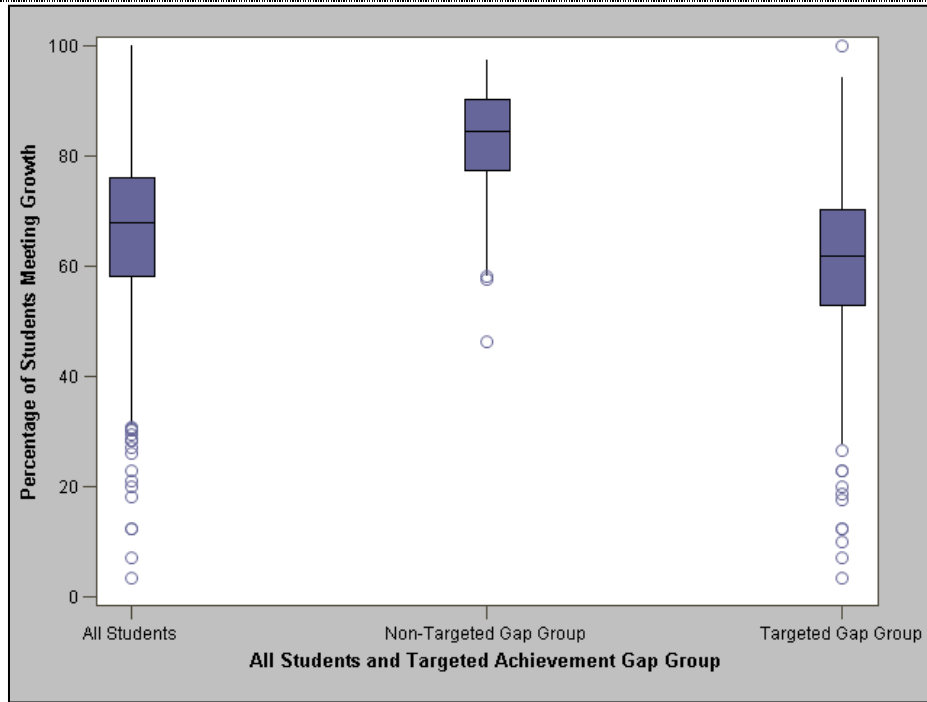 Percentage of Students Meeting Growth
100
80
60
40
20
0
All Students
Non-Targeted Gap Group
Targeted Gap Group
All Students and Targeted Achievement Gap Group